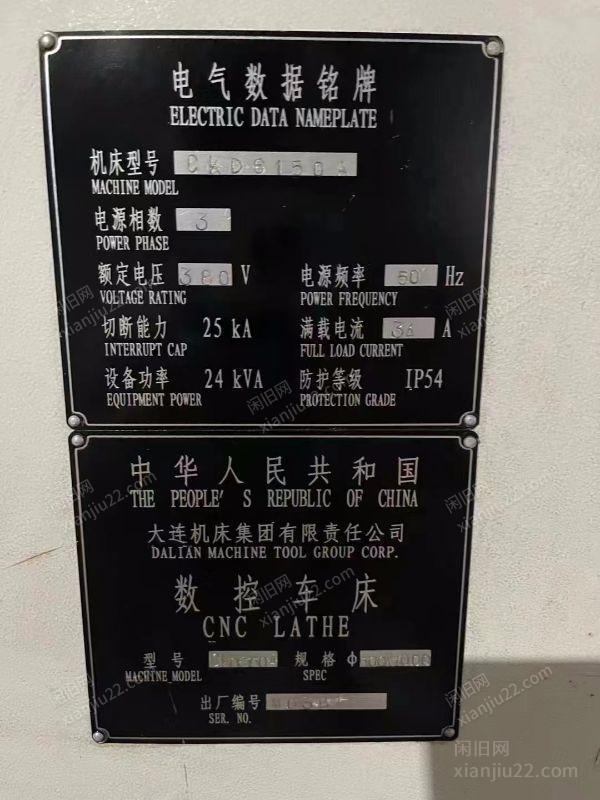 电气数据铭牌
ELECTRIC DATA NAMEPLATE
机床型号 CKD6150A
MACHINE MODEL
电源相数 3
POWER PHASE
额定电压 380 V 电源频率 50 Hz
VOLTAGE RATING POWER FREQUENCY
切断能力 25 kA 满载电流 A
INTERRUPT CAP FULL LOAD CURRENT
设备功率 24 kVA 防护等级 IP54
EQUIPMENT POWER PROTECTION GRADE
中华人民共和国
THE PEOPLE' S REPUBLIC OF CHINA
大连机床集团有限责任公司
DALIAN MACHINE TOOL GROUP CORP.
数控车床
CNC LATHE
型号 规格 Φ
MACHINE MODEL SPEC
出厂编号
SER. NO.
闲旧网
xianjiu22.com